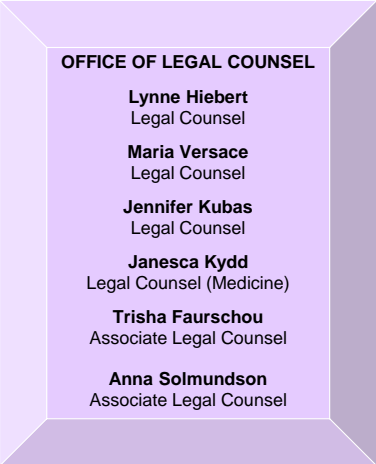 OFFICE OF LEGAL COUNSEL
Lynne Hiebert
Legal Counsel
Maria Versace
Legal Counsel
Jennifer Kubas
Legal Counsel
Janesca Kydd
Legal Counsel (Medicine)
Trisha Faurschou
Associate Legal Counsel
Anna Solmundson
Associate Legal Counsel